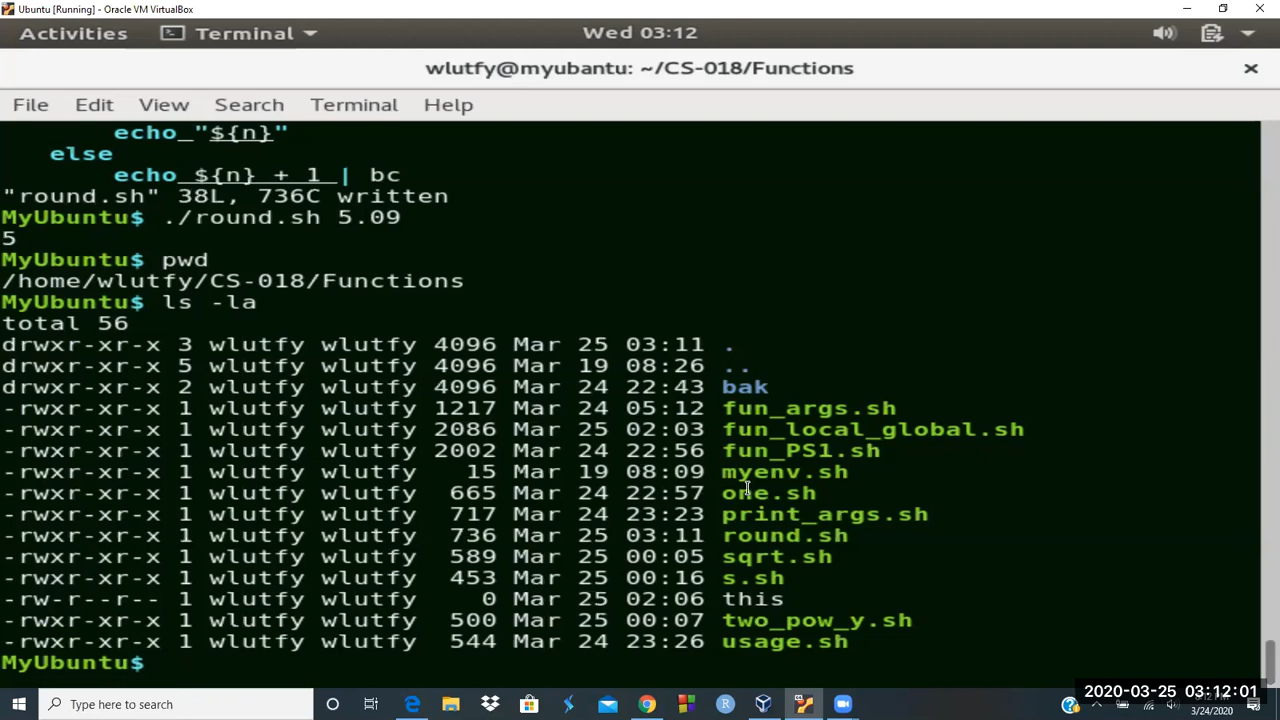 Ubuntu [Running] - Oracle VM VirtualBox
Activities Terminal Wed 03:12
wlutfy@myubantu: ~/CS-018/Functions
File Edit View Search Terminal Help
echo "${n}"
else
echo ${n} + 1 | bc
"round.sh" 38L, 736C written
MyUbuntu$ ./round.sh 5.09
5
MyUbuntu$ pwd
/home/wlutfy/CS-018/Functions
MyUbuntu$ ls -la
total 56
drwxr-xr-x 3 wlutfy wlutfy 4096 Mar 25 03:11 .
drwxr-xr-x 5 wlutfy wlutfy 4096 Mar 19 08:26 ..
drwxr-xr-x 2 wlutfy wlutfy 4096 Mar 24 22:43 bak
-rwxr-xr-x 1 wlutfy wlutfy 1217 Mar 24 05:12 fun_args.sh
-rwxr-xr-x 1 wlutfy wlutfy 2086 Mar 25 02:03 fun_local_global.sh
-rwxr-xr-x 1 wlutfy wlutfy 2002 Mar 24 22:56 fun_PS1.sh
-rwxr-xr-x 1 wlutfy wlutfy 15 Mar 19 08:09 myenv.sh
-rwxr-xr-x 1 wlutfy wlutfy 665 Mar 24 22:57 one.sh
-rwxr-xr-x 1 wlutfy wlutfy 717 Mar 24 23:23 print_args.sh
-rwxr-xr-x 1 wlutfy wlutfy 736 Mar 25 03:11 round.sh
-rwxr-xr-x 1 wlutfy wlutfy 589 Mar 25 00:05 sqrt.sh
-rwxr-xr-x 1 wlutfy wlutfy 453 Mar 25 00:16 s.sh
-rw-r--r-- 1 wlutfy wlutfy 0 Mar 25 02:06 this
-rwxr-xr-x 1 wlutfy wlutfy 500 Mar 25 00:07 two_pow_y.sh
-rwxr-xr-x 1 wlutfy wlutfy 544 Mar 24 23:26 usage.sh
MyUbuntu$
Type here to search
2020-03-25 03:12:01
3/24/2020